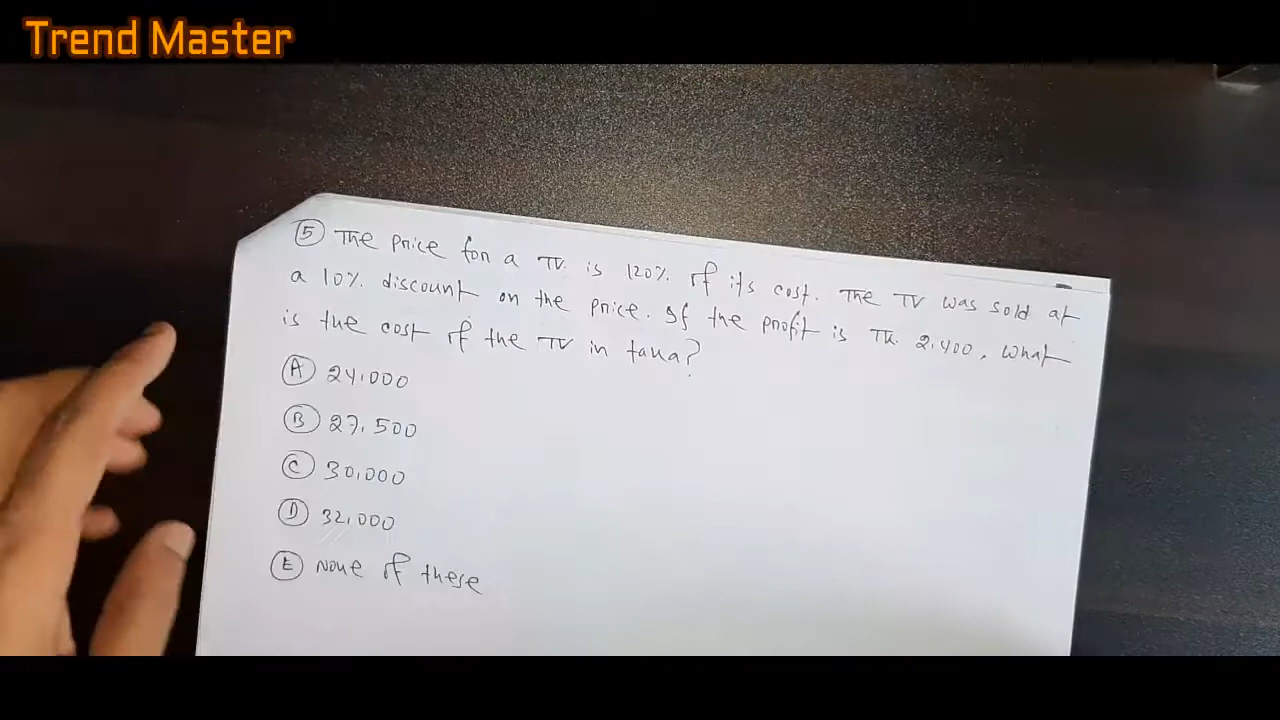 Trend Master
⑤ The price for a TV is 120% of its cost. The TV was sold at
a 10% discount on the price. If the profit is TK. 2,400, what
is the cost of the TV in taka?
Ⓐ 24,000
Ⓑ 27,500
Ⓒ 30,000
Ⓓ 32,000
Ⓔ None of these